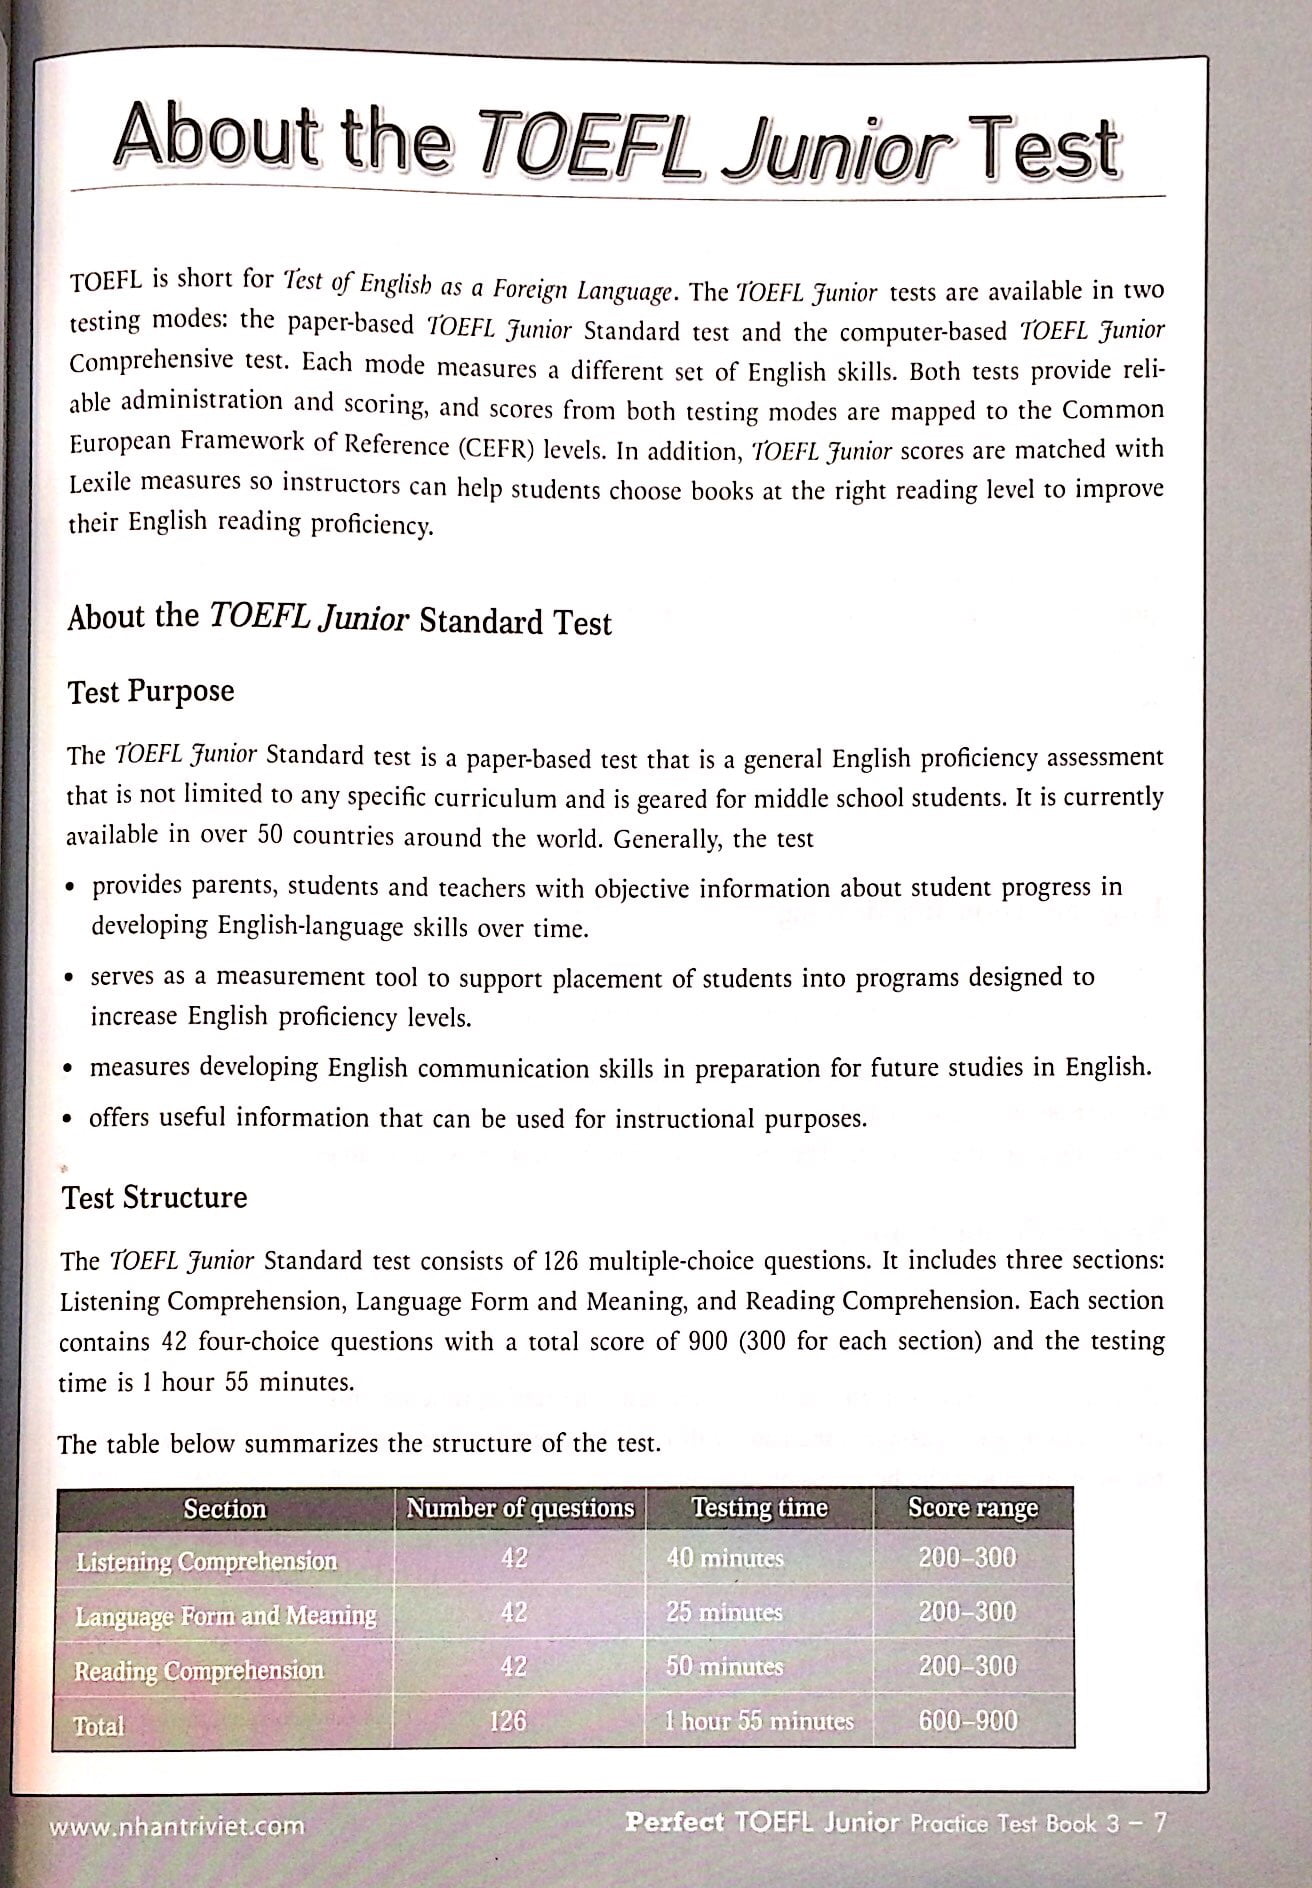 About the TOEFL Junior Test
TOEFL is short for Test of English as a Foreign Language. The TOEFL Junior tests are available in two
testing modes: the paper-based TOEFL Junior Standard test and the computer-based TOEFL Junior
Comprehensive test. Each mode measures a different set of English skills. Both tests provide reli-
able administration and scoring, and scores from both testing modes are mapped to the Common
European Framework of Reference (CEFR) levels. In addition, TOEFL Junior scores are matched with
Lexile measures so instructors can help students choose books at the right reading level to improve
their English reading proficiency.
About the TOEFL Junior Standard Test
Test Purpose
The TOEFL Junior Standard test is a paper-based test that is a general English proficiency assessment
that is not limited to any specific curriculum and is geared for middle school students. It is currently
available in over 50 countries around the world. Generally, the test
• provides parents, students and teachers with objective information about student progress in
developing English-language skills over time.
• serves as a measurement tool to support placement of students into programs designed to
increase English proficiency levels.
• measures developing English communication skills in preparation for future studies in English.
• offers useful information that can be used for instructional purposes.
Test Structure
The TOEFL Junior Standard test consists of 126 multiple-choice questions. It includes three sections:
Listening Comprehension, Language Form and Meaning, and Reading Comprehension. Each section
contains 42 four-choice questions with a total score of 900 (300 for each section) and the testing
time is 1 hour 55 minutes.
The table below summarizes the structure of the test.
Section Number of questions Testing time Score range
Listening Comprehension 42 40 minutes 200–300
Language Form and Meaning 42 25 minutes 200–300
Reading Comprehension 42 50 minutes 200–300
Total 126 1 hour 55 minutes 600–900
www.nhantriviet.com Perfect TOEFL Junior Practice Test Book 3 – 7